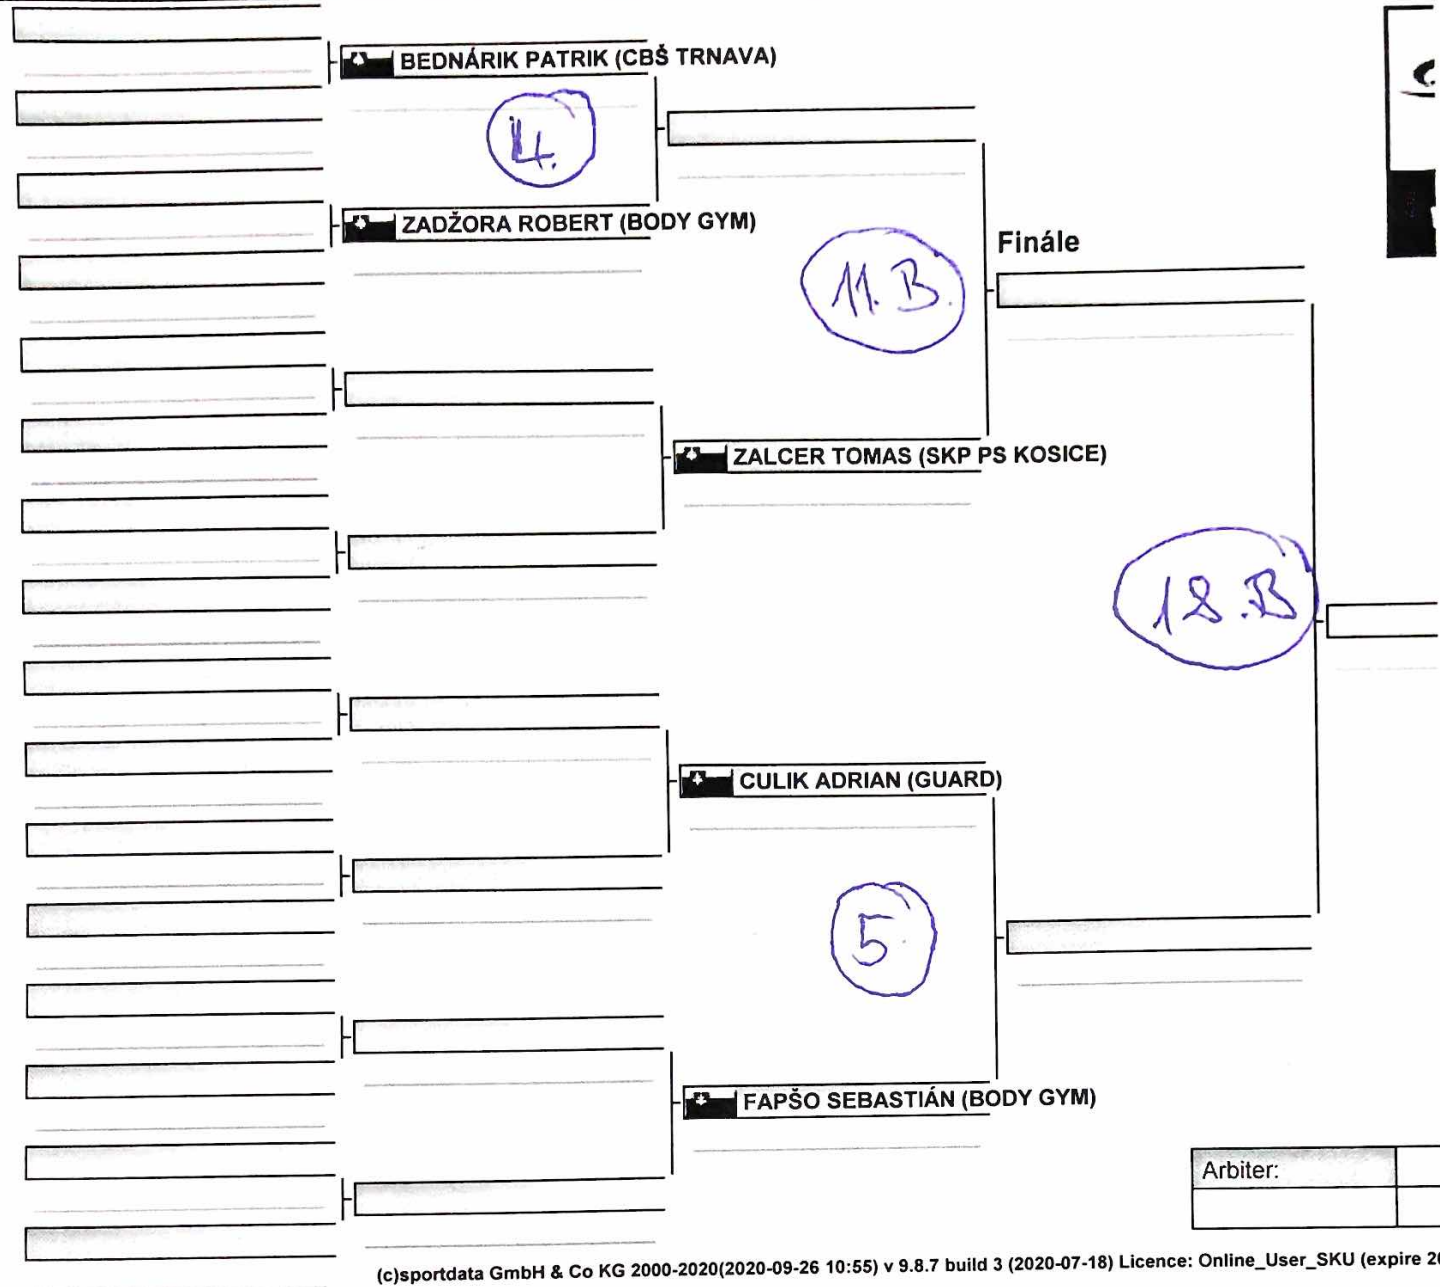 BEDNÁRIK PATRIK (CBŠ TRNAVA)
4.
ZADŽORA ROBERT (BODY GYM)
Finále
11. B.
ZALCER TOMAS (SKP PS KOSICE)
18. B
CULIK ADRIAN (GUARD)
5.
FAPŠO SEBASTIÁN (BODY GYM)
Arbiter:
(c)sportdata GmbH & Co KG 2000-2020(2020-09-26 10:55) v 9.8.7 build 3 (2020-07-18) Licence: Online_User_SKU (expire